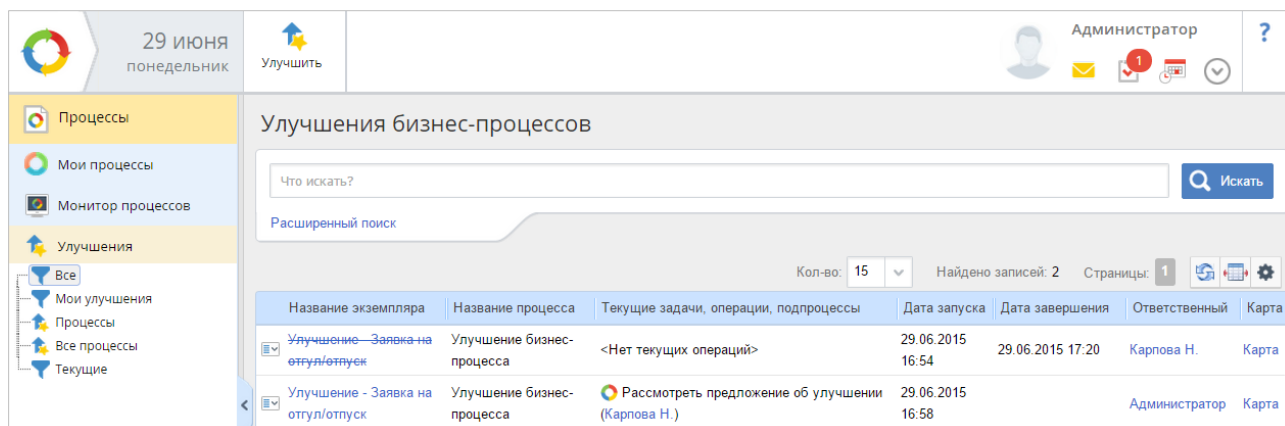 29 июня
понедельник
Улучшить
Администратор
1
?
Процессы
Мои процессы
Монитор процессов
Улучшения
Все
Мои улучшения
Процессы
Все процессы
Текущие
Улучшения бизнес-процессов
Что искать?
Искать
Расширенный поиск
Кол-во: 15 Найдено записей: 2 Страницы: 1
Название экземпляра Название процесса Текущие задачи, операции, подпроцессы Дата запуска Дата завершения Ответственный Карта
Улучшение - Заявка на Улучшение бизнес- <Нет текущих операций> 29.06.2015 29.06.2015 17:20 Карпова Н. Карта
отгул/отпуск процесса 16:54
Улучшение - Заявка на Улучшение бизнес- Рассмотреть предложение об улучшении 29.06.2015 Администратор Карта
отгул/отпуск процесса (Карпова Н.) 16:58